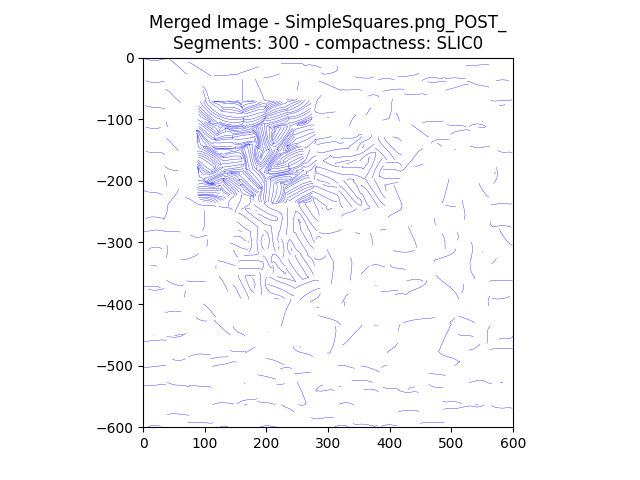 Merged Image - SimpleSquares.png_POST_
Segments: 300 - compactness: SLIC0
0
−100
−200
−300
−400
−500
−600
0 100 200 300 400 500 600